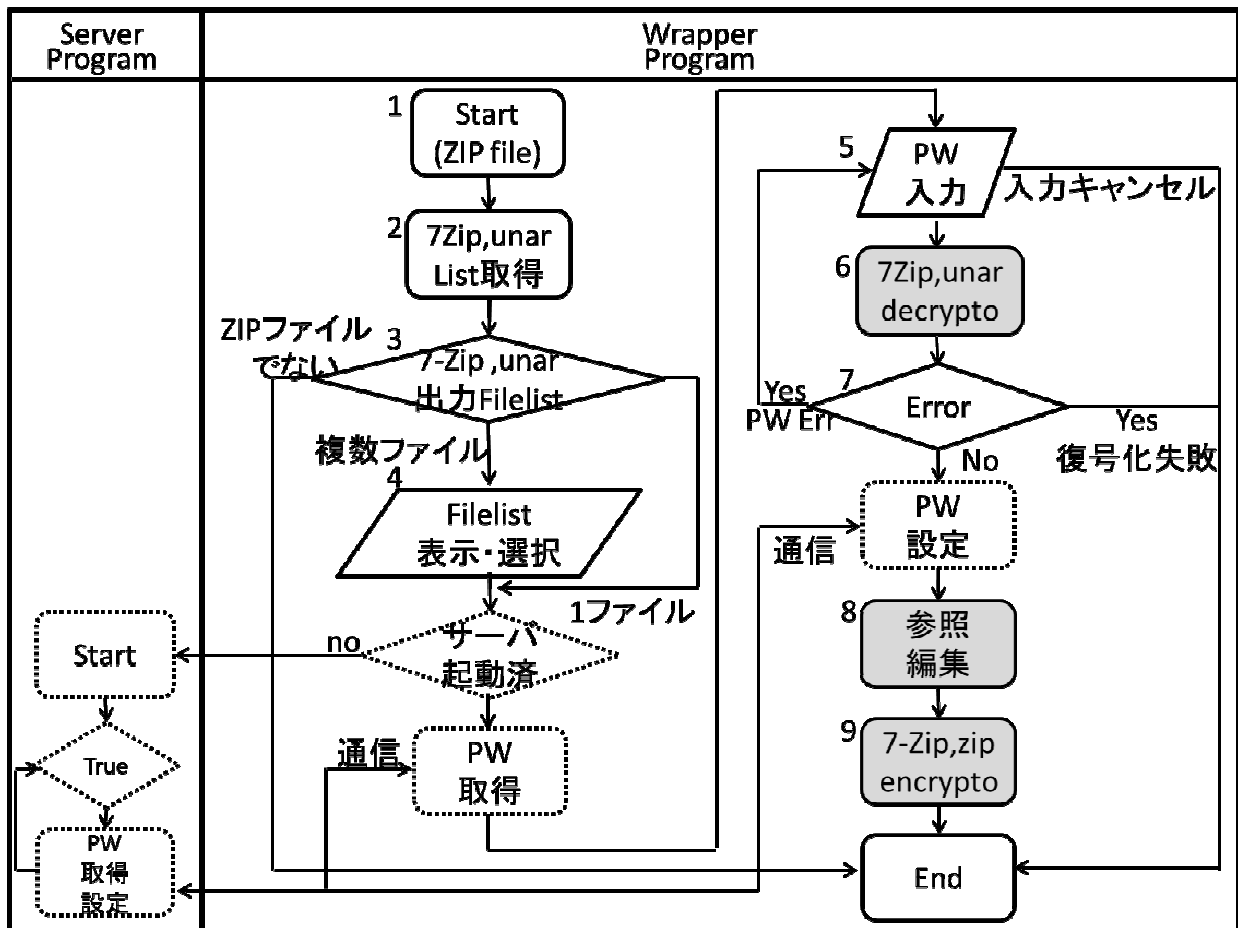 Server
Program
Wrapper
Program
1
Start
(ZIP file)
2
7Zip,unar
List取得
ZIPファイル
でない
3
7-Zip ,unar
出力Filelist
複数ファイル
4
Filelist
表示・選択
1ファイル
no
サーバ
起動済
通信
PW
取得
Start
True
PW
取得
設定
5
PW
入力
入力キャンセル
6
7Zip,unar
decrypto
7
Error
Yes
PW Err
Yes
復号化失敗
No
PW
設定
通信
8
参照
編集
9
7-Zip,zip
encrypto
End